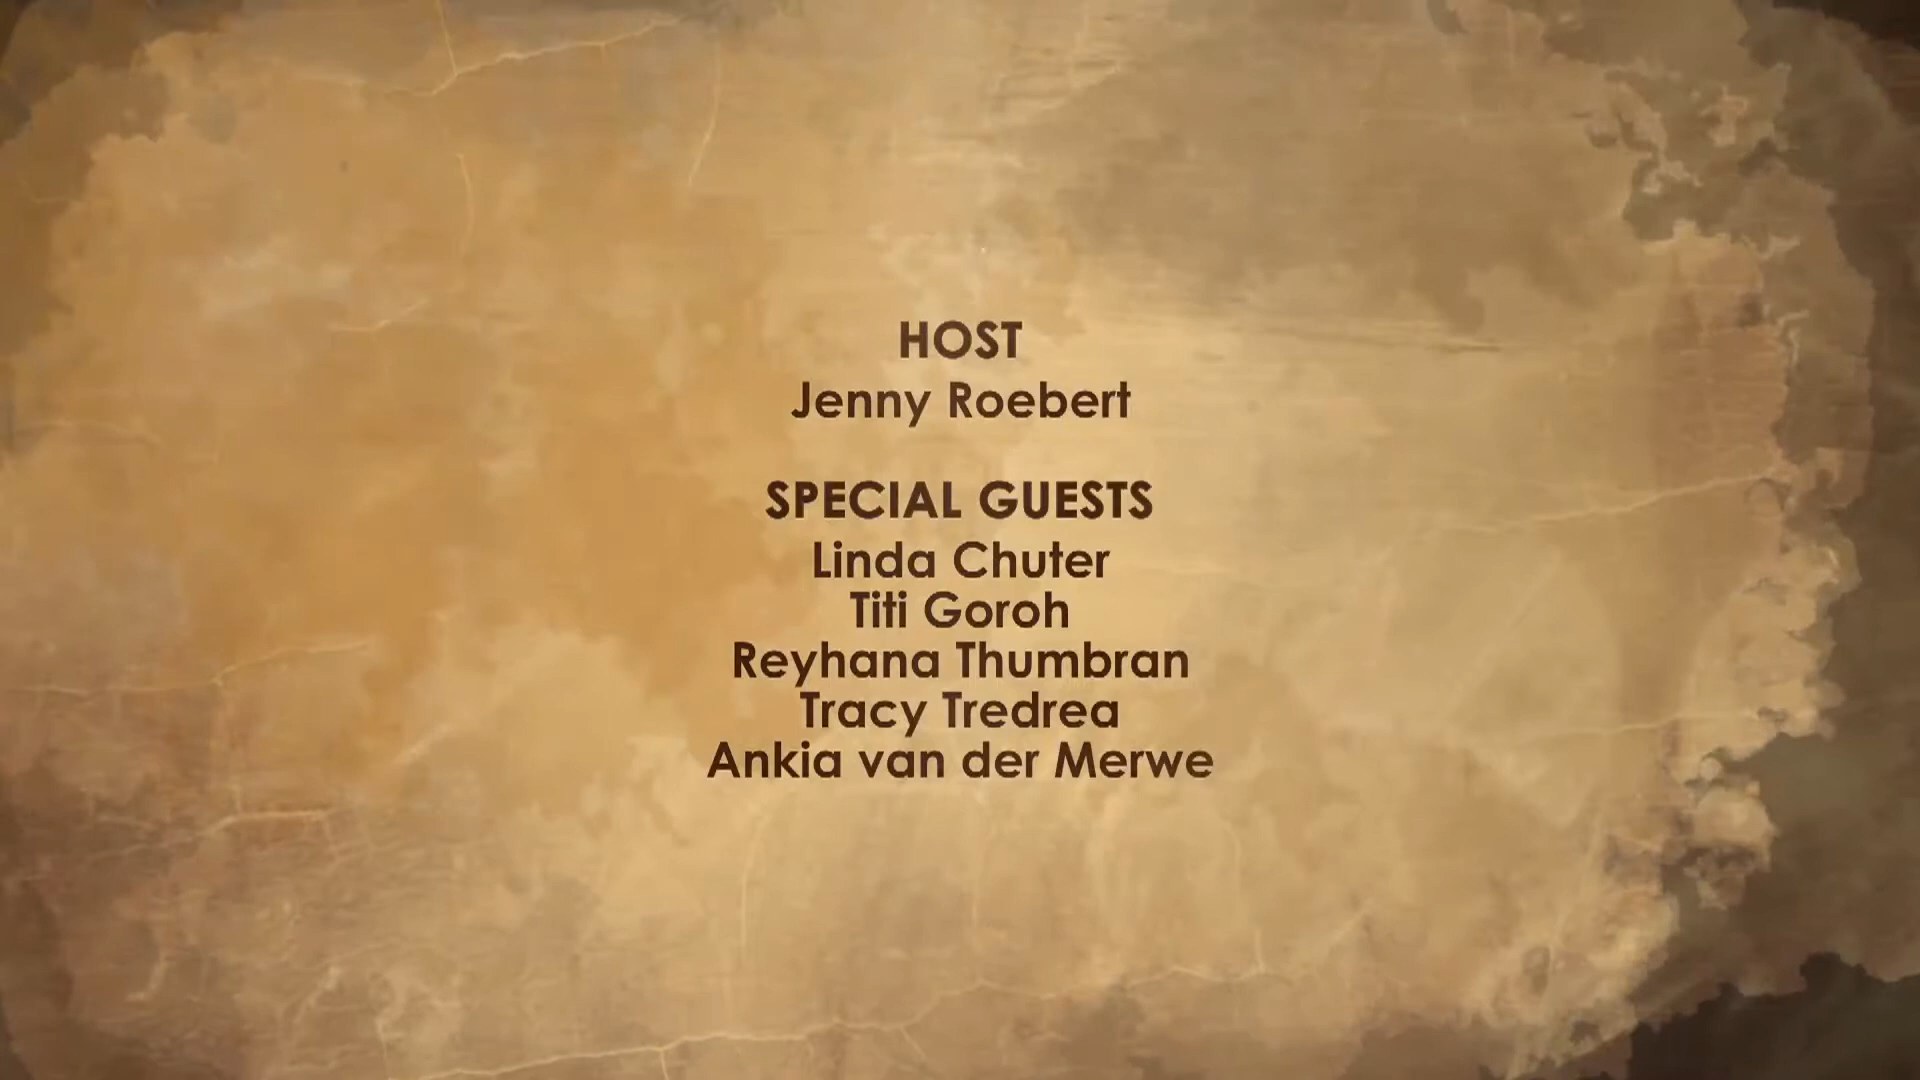 HOST
Jenny Roebert
SPECIAL GUESTS
Linda Chuter
Titi Goroh
Reyhana Thumbran
Tracy Tredrea
Ankia van der Merwe